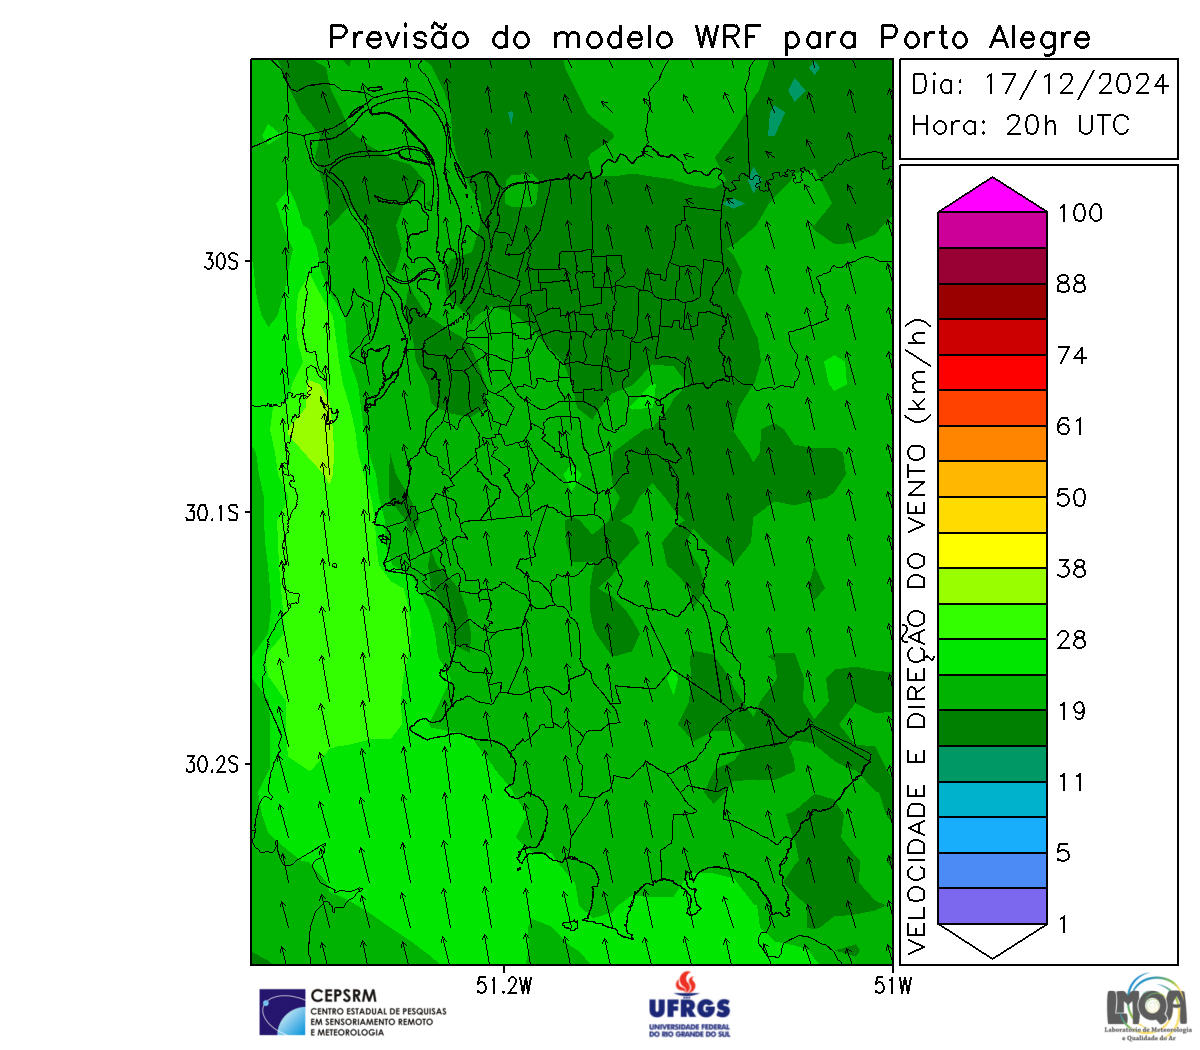 Previsão do modelo WRF para Porto Alegre
Dia: 17/12/2024
Hora: 20h UTC
30S
30.1S
30.2S
51.2W
51W
VELOCIDADE E DIREÇÃO DO VENTO (km/h)
100
88
74
61
50
38
28
19
11
5
1
CEPSRM
CENTRO ESTADUAL DE PESQUISAS
EM SENSORIAMENTO REMOTO
E METEOROLOGIA
UFRGS
UNIVERSIDADE FEDERAL
DO RIO GRANDE DO SUL
LMQA
Laboratório de Meteorologia
e Qualidade do Ar